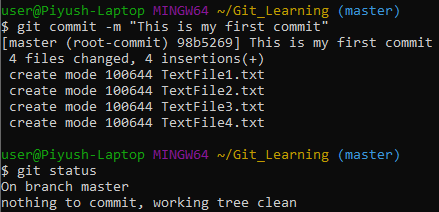 user@Piyush-Laptop MINGW64 ~/Git_Learning (master)
$ git commit -m "This is my first commit"
[master (root-commit) 98b5269] This is my first commit
 4 files changed, 4 insertions(+)
 create mode 100644 TextFile1.txt
 create mode 100644 TextFile2.txt
 create mode 100644 TextFile3.txt
 create mode 100644 TextFile4.txt
user@Piyush-Laptop MINGW64 ~/Git_Learning (master)
$ git status
On branch master
nothing to commit, working tree clean